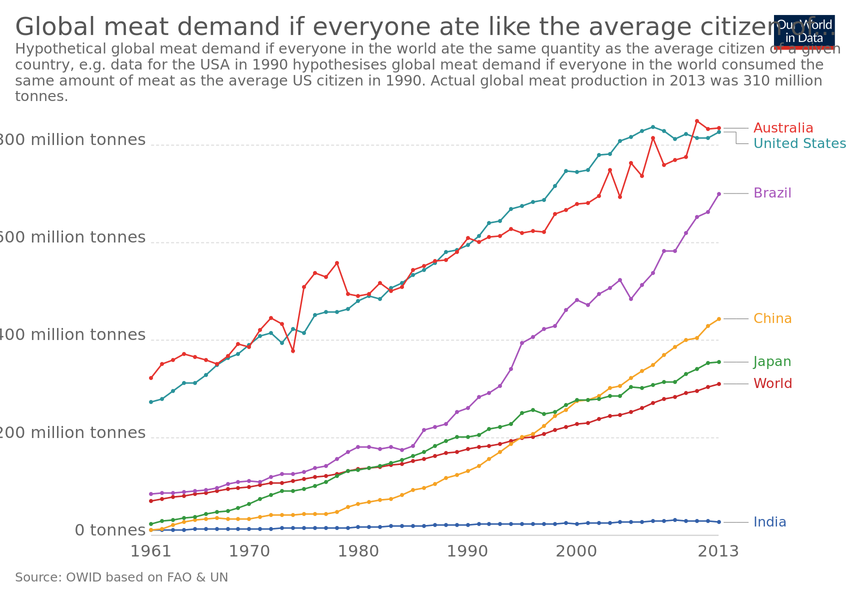 Global meat demand if everyone ate like the average citizen of...
Our World
in Data
Hypothetical global meat demand if everyone in the world ate the same quantity as the average citizen of a given
country, e.g. data for the USA in 1990 hypothesises global meat demand if everyone in the world consumed the
same amount of meat as the average US citizen in 1990. Actual global meat production in 2013 was 310 million
tonnes.
800 million tonnes
600 million tonnes
400 million tonnes
200 million tonnes
0 tonnes
Australia
United States
Brazil
China
Japan
World
India
1961
1970
1980
1990
2000
2013
Source: OWID based on FAO & UN